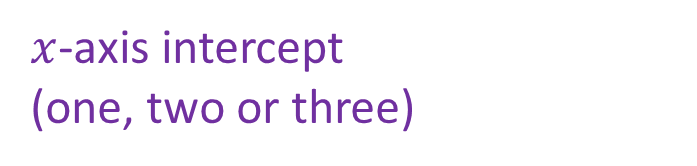 x-axis intercept
(one, two or three)